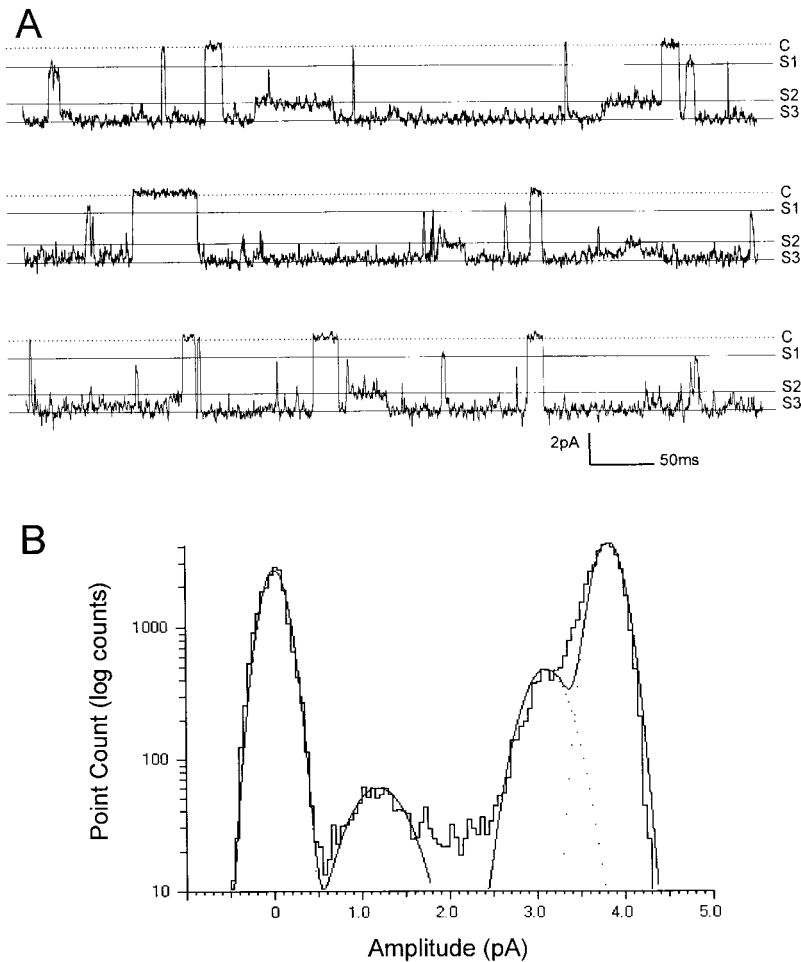 A
C
S1
S2
S3
C
S1
S2
S3
C
S1
S2
S3
2pA
50ms
B
Point Count (log counts)
1000
100
10
0
1.0
2.0
3.0
4.0
5.0
Amplitude (pA)